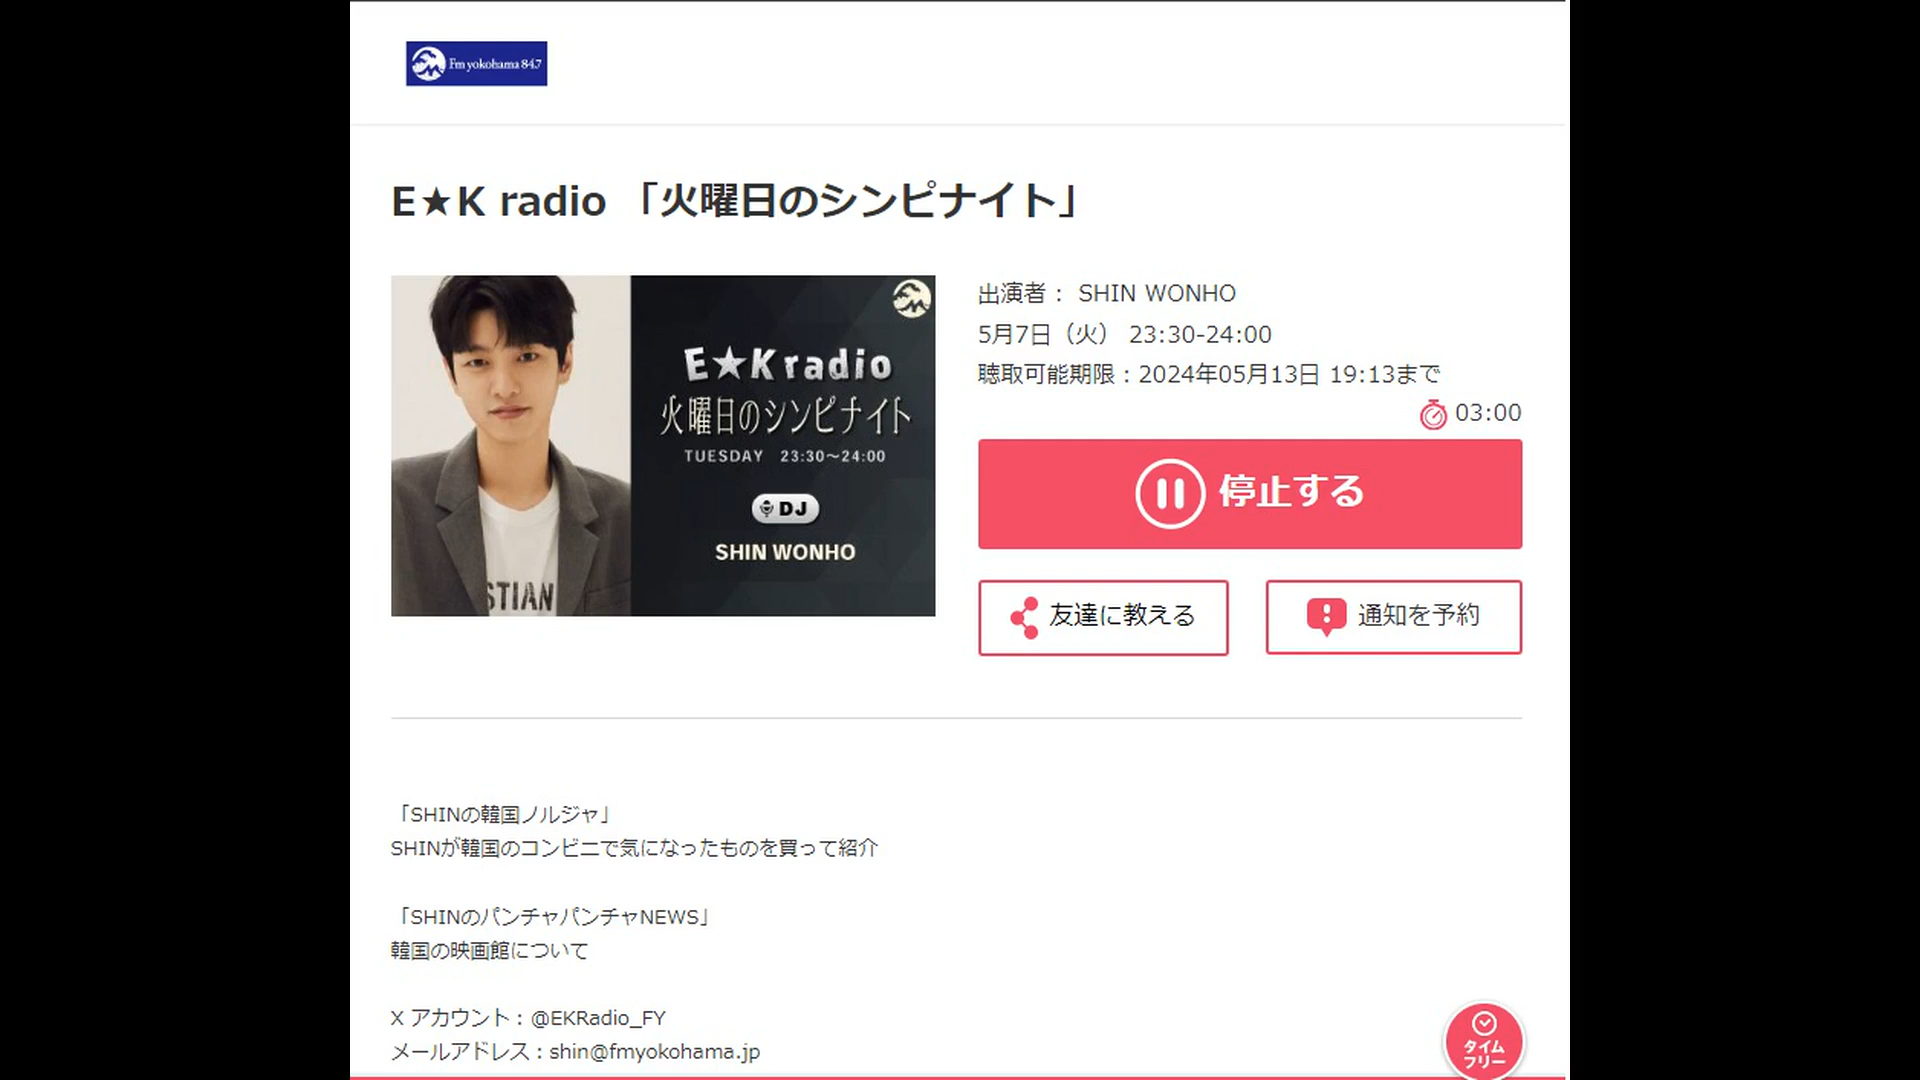 Fm yokohama 84.7
E★K radio 「火曜日のシンピナイト」
E★K radio
火曜日のシンピナイト
TUESDAY 23:30～24:00
DJ
SHIN WONHO
STIAN
出演者： SHIN WONHO
5月7日（火） 23:30-24:00
聴取可能期限：2024年05月13日 19:13まで
03:00
停止する
友達に教える
通知を予約
「SHINの韓国ノルジャ」
SHINが韓国のコンビニで気になったものを買って紹介
「SHINのパンチャパンチャNEWS」
韓国の映画館について
X アカウント：@EKRadio_FY
メールアドレス：shin@fmyokohama.jp
タイム
フリー